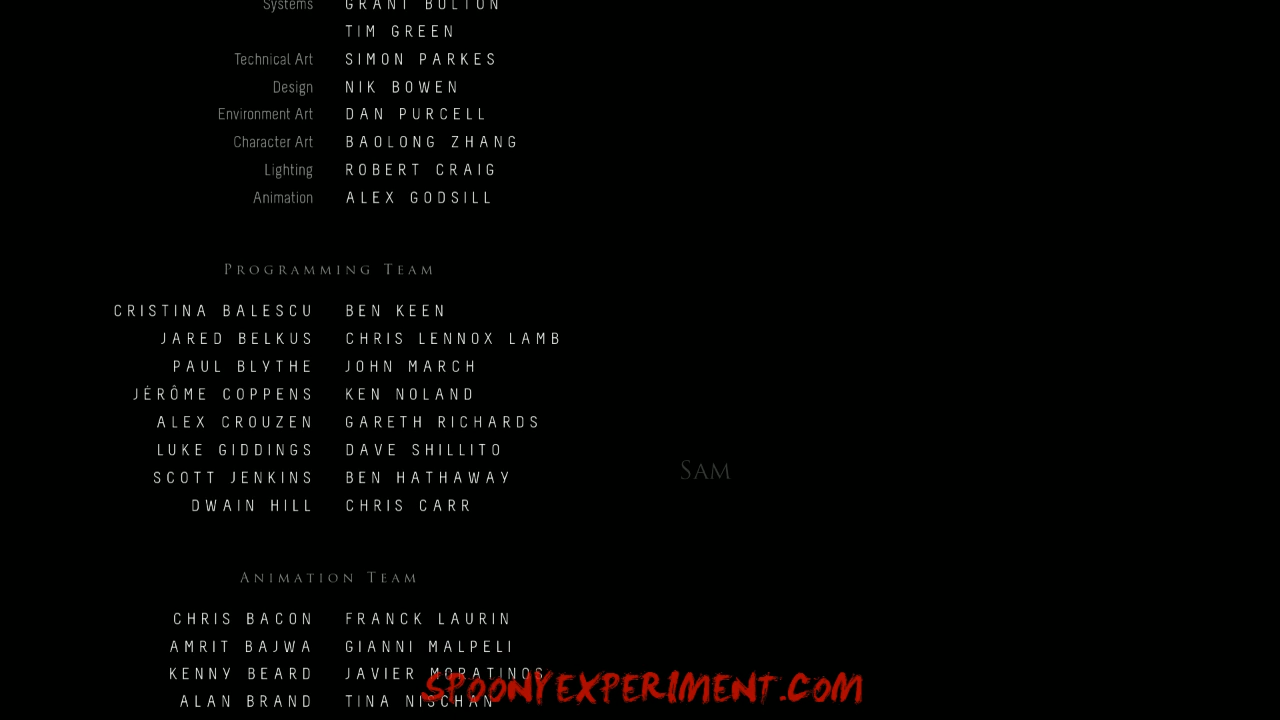 Systems GRANT BOLTON
TIM GREEN
Technical Art SIMON PARKES
Design NIK BOWEN
Environment Art DAN PURCELL
Character Art BAOLONG ZHANG
Lighting ROBERT CRAIG
Animation ALEX GODSILL
PROGRAMMING TEAM
CRISTINA BALESCU BEN KEEN
JARED BELKUS CHRIS LENNOX LAMB
PAUL BLYTHE JOHN MARCH
JÉRÔME COPPENS KEN NOLAND
ALEX CROUZEN GARETH RICHARDS
LUKE GIDDINGS DAVE SHILLITO
SAM
SCOTT JENKINS BEN HATHAWAY
DWAIN HILL CHRIS CARR
ANIMATION TEAM
CHRIS BACON FRANCK LAURIN
AMRIT BAJWA GIANNI MALPELI
KENNY BEARD JAVIER MORATINOS
SPOONYEXPERIMENT.COM
ALAN BRAND TINA NISCHAN